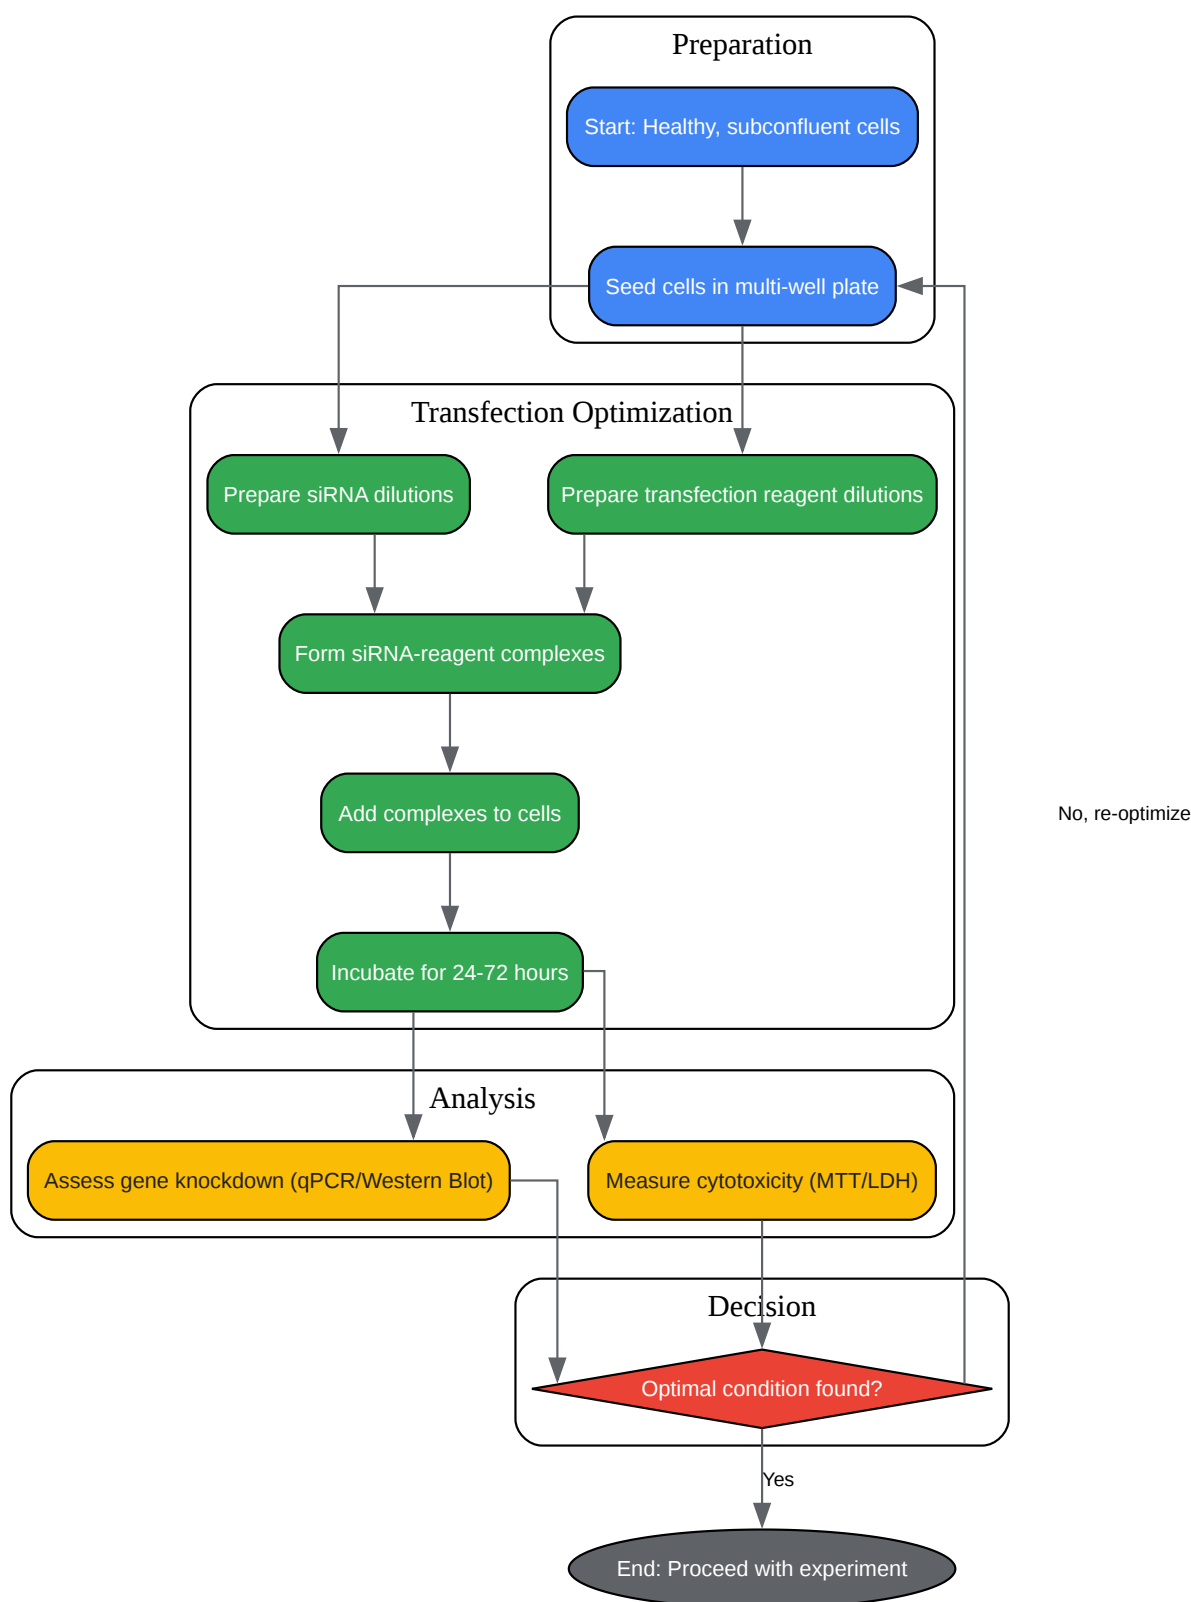 Preparation
Start: Healthy, subconfluent cells
Seed cells in multi-well plate
Transfection Optimization
Prepare siRNA dilutions
Prepare transfection reagent dilutions
Form siRNA-reagent complexes
Add complexes to cells
No, re-optimize
Incubate for 24-72 hours
Analysis
Assess gene knockdown (qPCR/Western Blot)
Measure cytotoxicity (MTT/LDH)
Decision
Optimal condition found?
Yes
End: Proceed with experiment